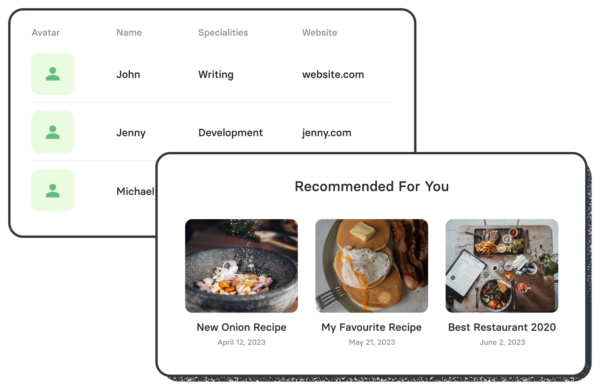 Avatar Name Specialities Website
John Writing website.com
Jenny Development jenny.com
Michael
Recommended For You
New Onion Recipe My Favourite Recipe Best Restaurant 2020
April 12, 2023 May 21, 2023 June 2, 2023